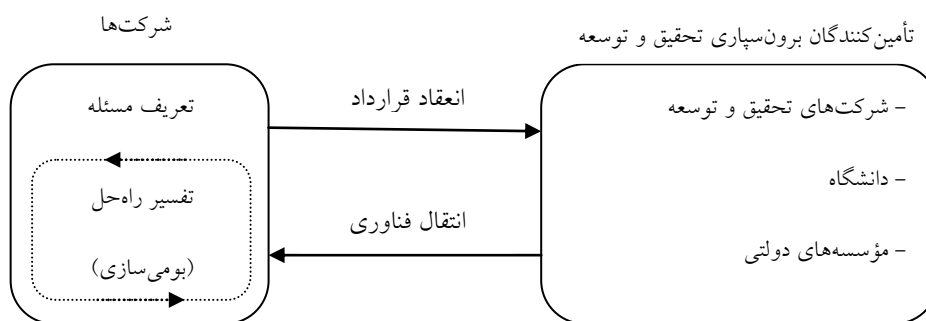 تأمین‌کنندگان برون‌سپاری تحقیق و توسعه
- شرکت‌های تحقیق و توسعه
- دانشگاه
- مؤسسه‌های دولتی
انعقاد قرارداد
انتقال فناوری
شرکت‌ها
تعریف مسئله
تفسیر راه‌حل
(بومی‌سازی)